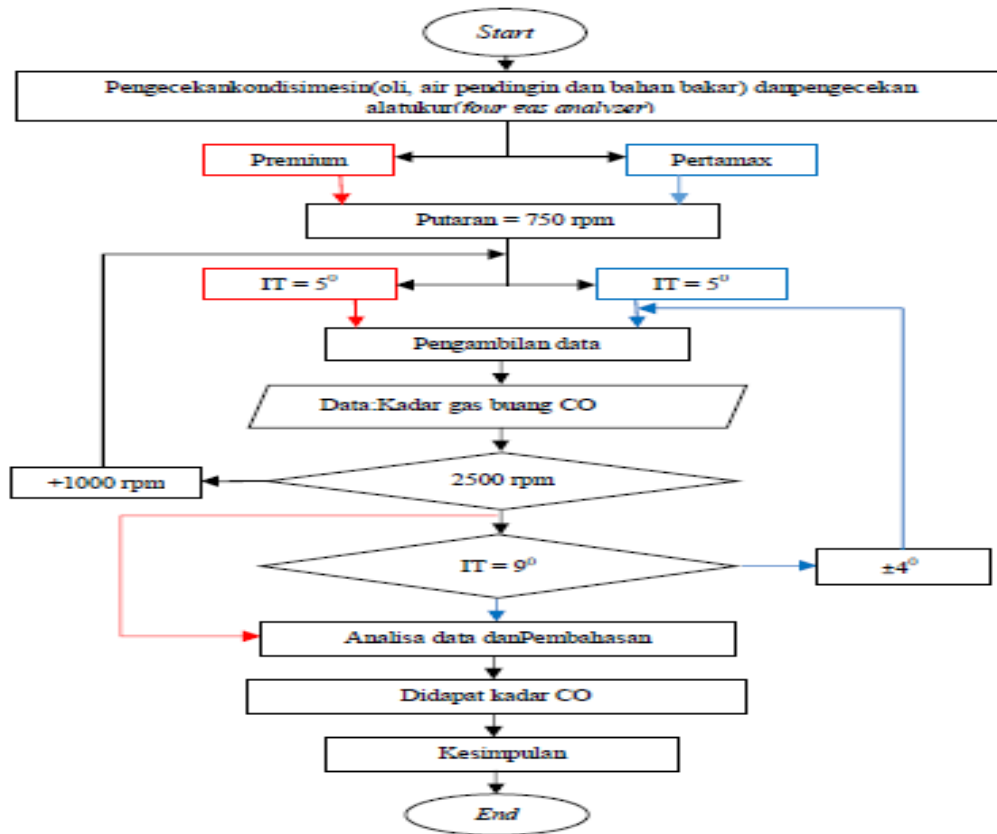 Start
Pengecekankondisimesin(oli, air pendingin dan bahan bakar) danpengecekan
alatukur(four gas analyzer)
Premium
Pertamax
Putaran = 750 rpm
IT = 5⁰
IT = 5⁰
Pengambilan data
Data:Kadar gas buang CO
+1000 rpm
2500 rpm
IT = 9⁰
±4⁰
Analisa data danPembahasan
Didapat kadar CO
Kesimpulan
End